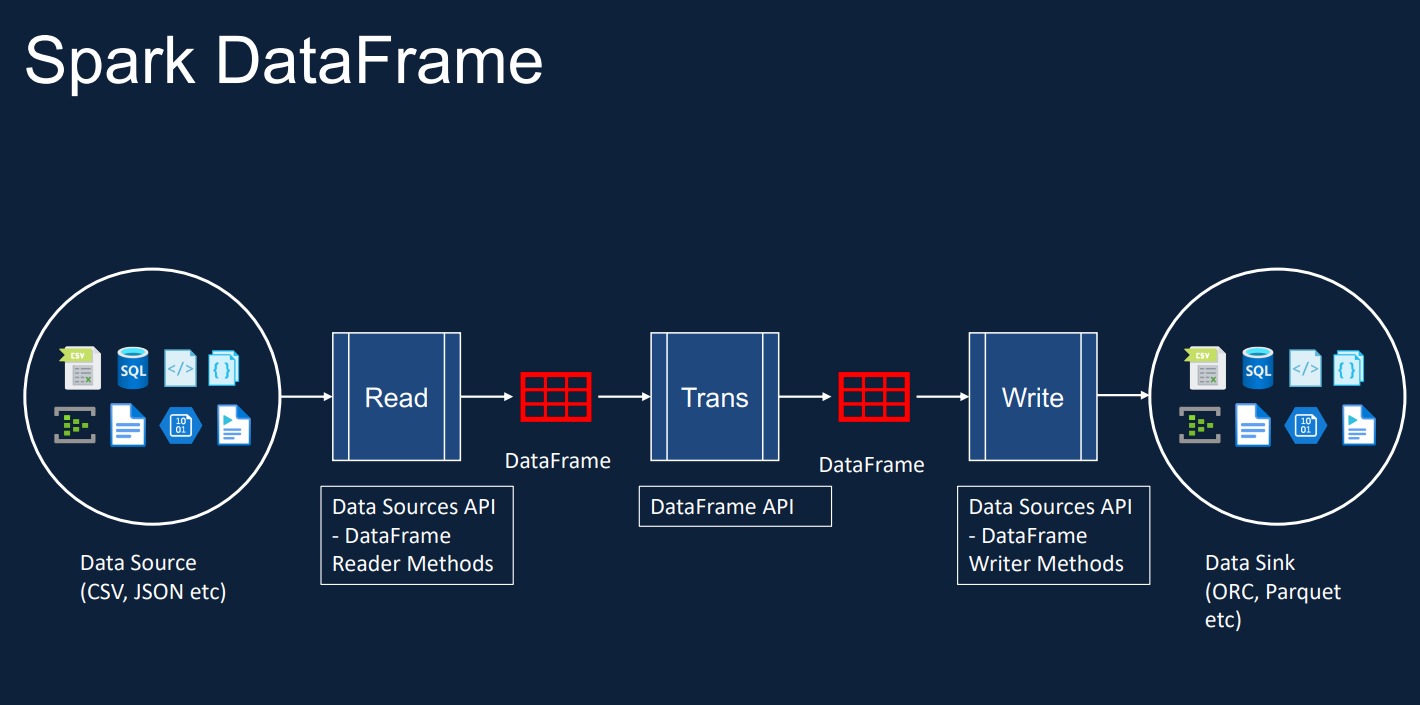 Spark DataFrame
CSV
SQL
</>
{ }
10
01
Data Source
(CSV, JSON etc)
Read
Data Sources API
- DataFrame
Reader Methods
DataFrame
Trans
DataFrame API
DataFrame
Write
Data Sources API
- DataFrame
Writer Methods
CSV
SQL
</>
{ }
10
01
Data Sink
(ORC, Parquet
etc)